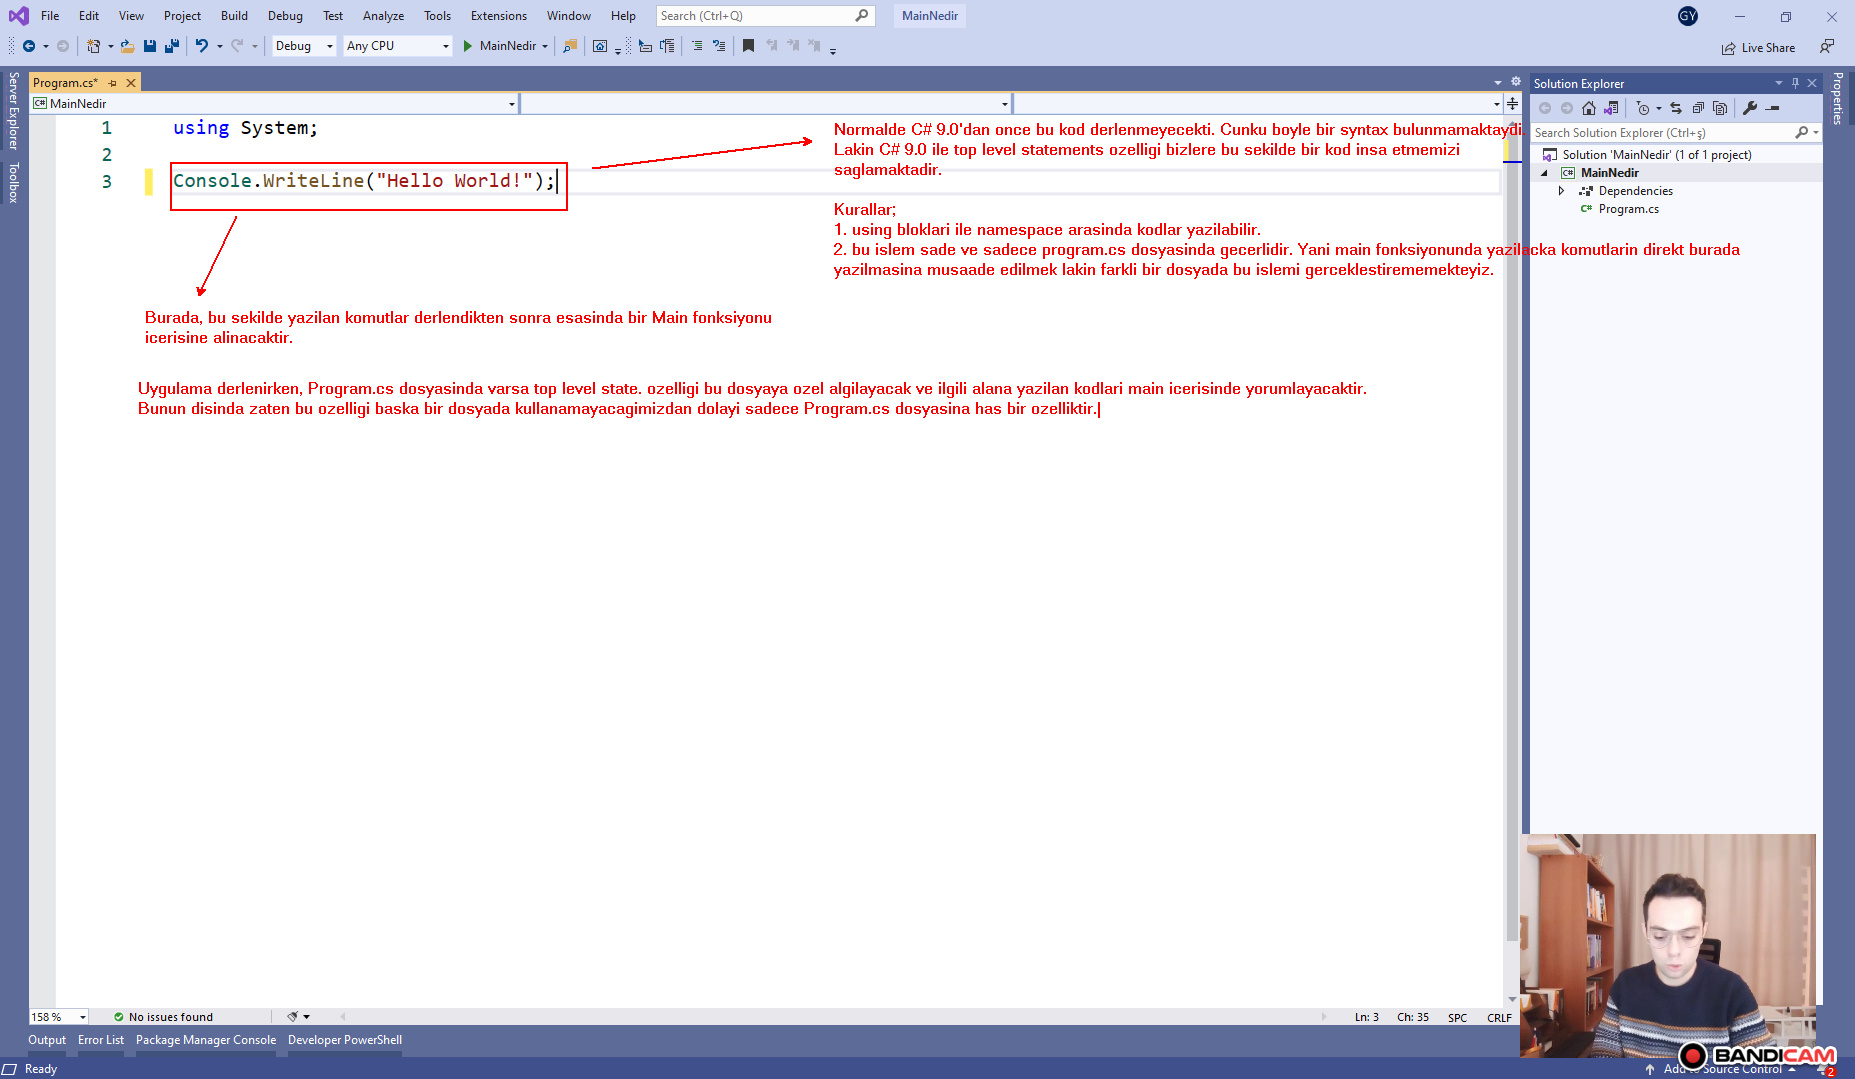 File Edit View Project Build Debug Test Analyze Tools Extensions Window Help Search (Ctrl+Q) MainNedir GY
Debug Any CPU MainNedir Live Share
Server Explorer
Toolbox
Program.cs*
MainNedir
1 using System;
2
3 Console.WriteLine("Hello World!");
Normalde C# 9.0'dan once bu kod derlenmeyecekti. Cunku boyle bir syntax bulunmamaktaydi.
Lakin C# 9.0 ile top level statements ozelligi bizlere bu sekilde bir kod insa etmemizi
saglamaktadir.
Kurallar;
1. using bloklari ile namespace arasinda kodlar yazilabilir.
2. bu islem sade ve sadece program.cs dosyasinda gecerlidir. Yani main fonksiyonunda yazilacka komutlarin direkt burada
yazilmasina musaade edilmek lakin farkli bir dosyada bu islemi gerceklestirememekteyiz.
Burada, bu sekilde yazilan komutlar derlendikten sonra esasinda bir Main fonksiyonu
icerisine alinacaktir.
Uygulama derlenirken, Program.cs dosyasinda varsa top level state. ozelligi bu dosyaya ozel algilayacak ve ilgili alana yazilan kodlari main icerisinde yorumlayacaktir.
Bunun disinda zaten bu ozelligi baska bir dosyada kullanamayacagimizdan dolayi sadece Program.cs dosyasina has bir ozelliktir.
Solution Explorer
Search Solution Explorer (Ctrl+ş)
Solution 'MainNedir' (1 of 1 project)
MainNedir
Dependencies
Program.cs
Properties
158 % No issues found Ln: 3 Ch: 35 SPC CRLF
Output Error List Package Manager Console Developer PowerShell
Ready Add to Source Control 2
BANDICAM